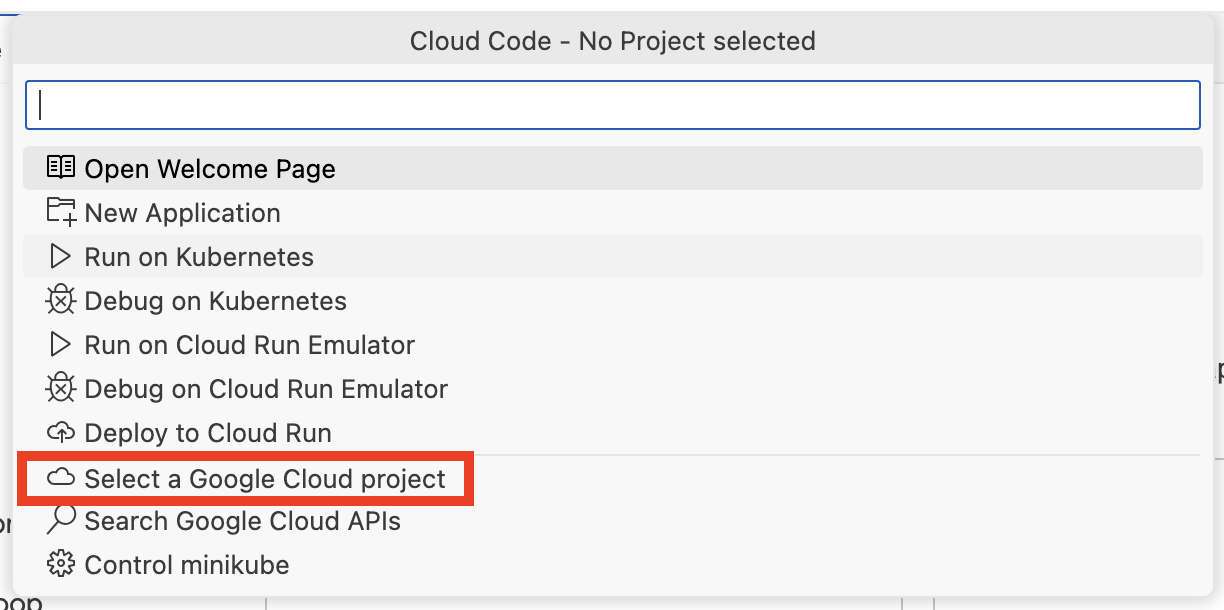 Cloud Code - No Project selected
Open Welcome Page
New Application
Run on Kubernetes
Debug on Kubernetes
Run on Cloud Run Emulator
Debug on Cloud Run Emulator
Deploy to Cloud Run
Select a Google Cloud project
Search Google Cloud APIs
Control minikube